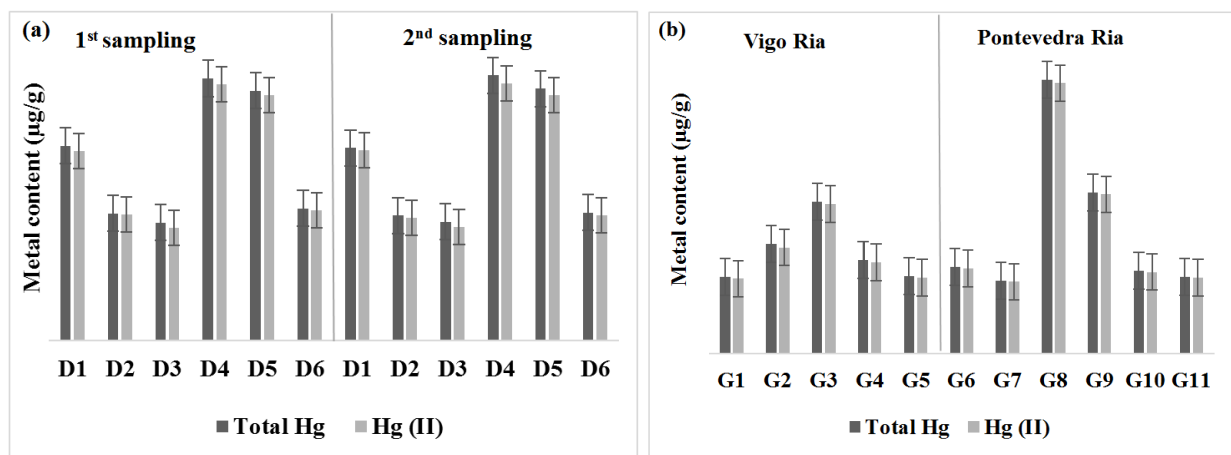 (a)
1st sampling
2nd sampling
Metal content (µg/g)
D1 D2 D3 D4 D5 D6 D1 D2 D3 D4 D5 D6
Total Hg Hg (II)
(b)
Vigo Ria
Pontevedra Ria
Metal content (µg/g)
G1 G2 G3 G4 G5 G6 G7 G8 G9 G10 G11
Total Hg Hg (II)